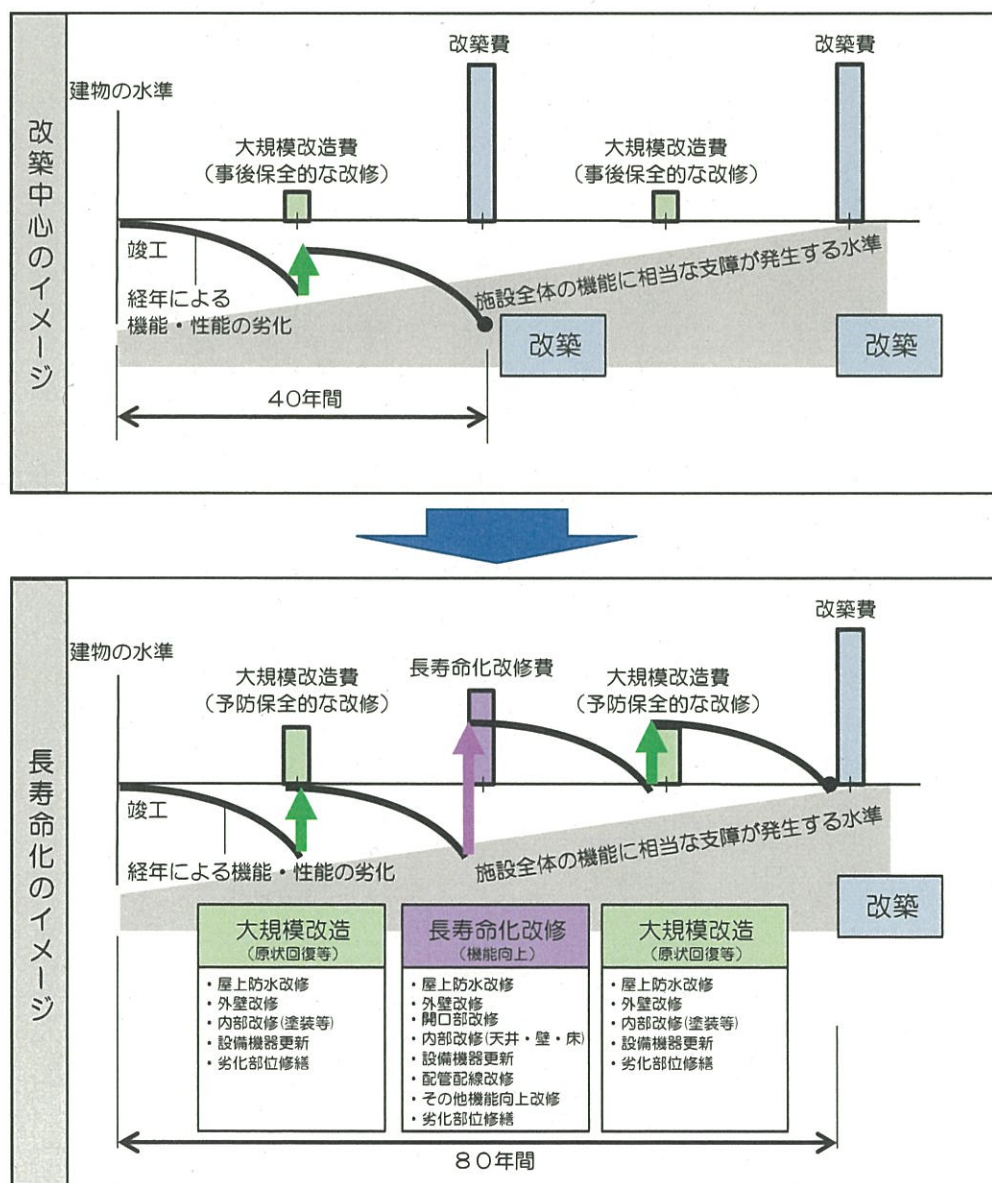 改築中心のイメージ
改築費
改築費
建物の水準
大規模改造費
（事後保全的な改修）
大規模改造費
（事後保全的な改修）
竣工
経年による
機能・性能の劣化
施設全体の機能に相当な支障が発生する水準
改築
改築
40年間
長寿命化のイメージ
改築費
建物の水準
大規模改造費
（予防保全的な改修）
長寿命化改修費
大規模改造費
（予防保全的な改修）
竣工
経年による機能・性能の劣化
施設全体の機能に相当な支障が発生する水準
改築
大規模改造
（原状回復等）
・屋上防水改修
・外壁改修
・内部改修（塗装等）
・設備機器更新
・劣化部位修繕
長寿命化改修
（機能向上）
・屋上防水改修
・外壁改修
・開口部改修
・内部改修（天井・壁・床）
・設備機器更新
・配管配線改修
・その他機能向上改修
・劣化部位修繕
大規模改造
（原状回復等）
・屋上防水改修
・外壁改修
・内部改修（塗装等）
・設備機器更新
・劣化部位修繕
80年間